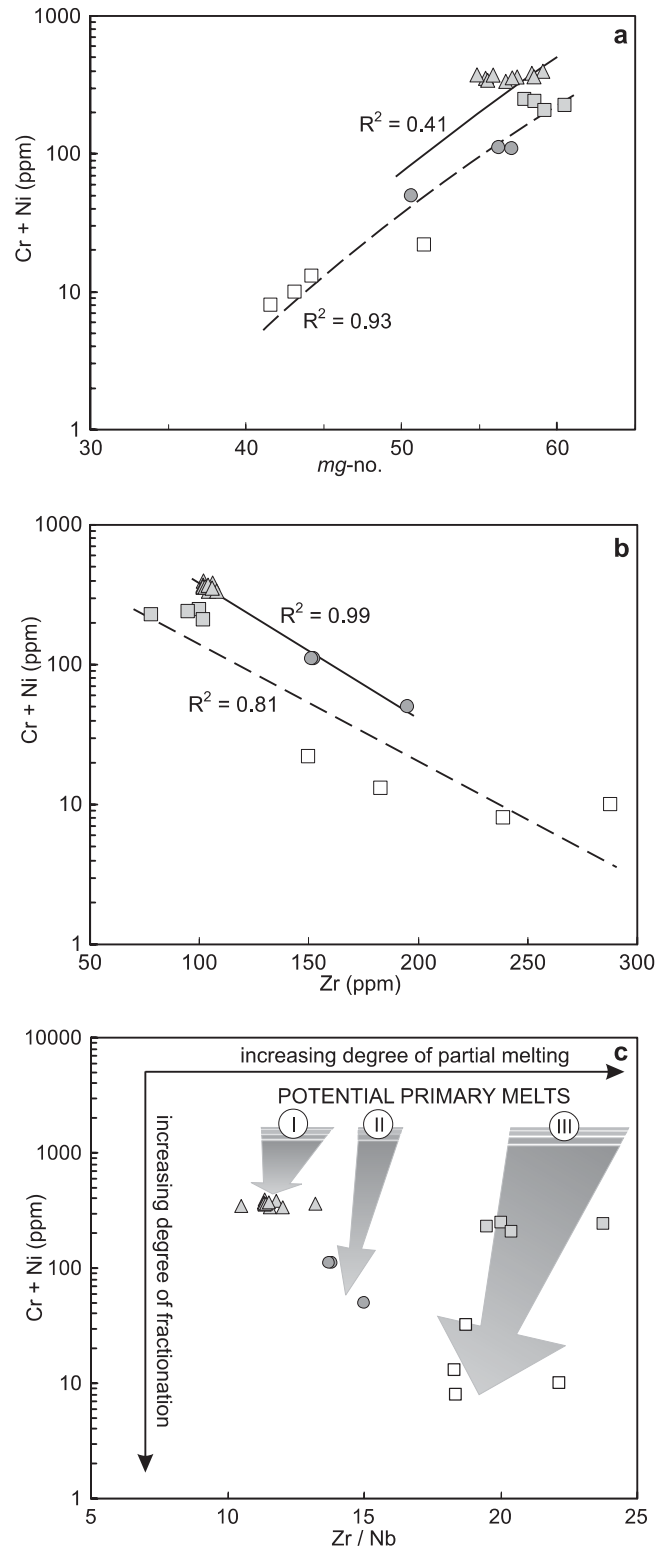 a
1000
100
10
1
Cr + Ni (ppm)
R² = 0.41
R² = 0.93
30
40
50
60
mg-no.
b
1000
100
10
1
Cr + Ni (ppm)
R² = 0.99
R² = 0.81
50
100
150
200
250
300
Zr (ppm)
c
10000
1000
100
10
1
Cr + Ni (ppm)
increasing degree of partial melting
POTENTIAL PRIMARY MELTS
I
II
III
increasing degree of fractionation
5
10
15
20
25
Zr / Nb